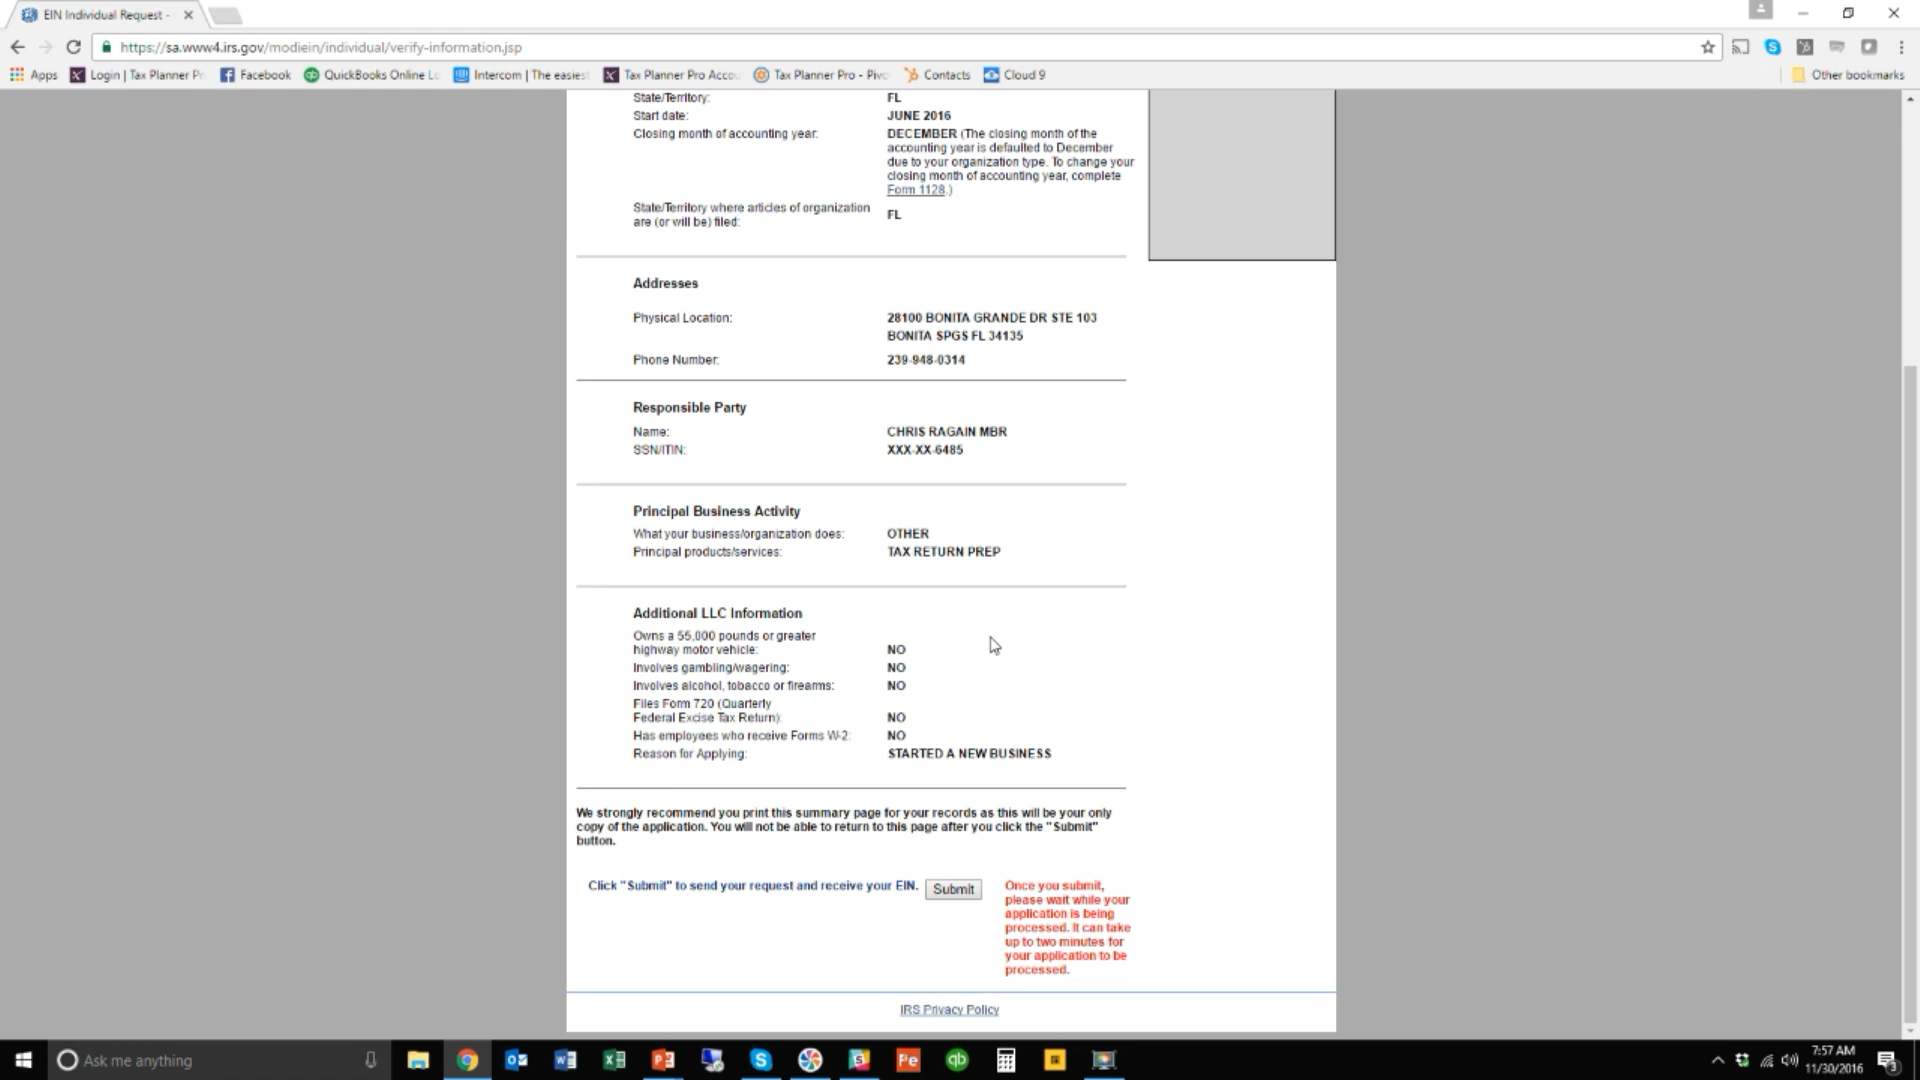 EIN Individual Request -
https://sa.www4.irs.gov/modiein/individual/verify-information.jsp
Apps Login | Tax Planner Pr Facebook QuickBooks Online Lo Intercom | The easies Tax Planner Pro Accou Tax Planner Pro - Pivo Contacts Cloud 9 Other bookmarks
State/Territory: FL
Start date: JUNE 2016
Closing month of accounting year: DECEMBER (The closing month of the
accounting year is defaulted to December
due to your organization type. To change your
closing month of accounting year, complete
Form 1128.)
State/Territory where articles of organization
are (or will be) filed: FL
Addresses
Physical Location: 28100 BONITA GRANDE DR STE 103
BONITA SPGS FL 34135
Phone Number: 239-948-0314
Responsible Party
Name: CHRIS RAGAIN MBR
SSN/ITIN: XXX-XX-6485
Principal Business Activity
What your business/organization does: OTHER
Principal products/services: TAX RETURN PREP
Additional LLC Information
Owns a 55,000 pounds or greater
highway motor vehicle: NO
Involves gambling/wagering: NO
Involves alcohol, tobacco or firearms: NO
Files Form 720 (Quarterly
Federal Excise Tax Return): NO
Has employees who receive Forms W-2: NO
Reason for Applying: STARTED A NEW BUSINESS
We strongly recommend you print this summary page for your records as this will be your only
copy of the application. You will not be able to return to this page after you click the "Submit"
button.
Click "Submit" to send your request and receive your EIN. Submit
Once you submit,
please wait while your
application is being
processed. It can take
up to two minutes for
your application to be
processed.
IRS Privacy Policy
Ask me anything
7:57 AM
11/30/2016